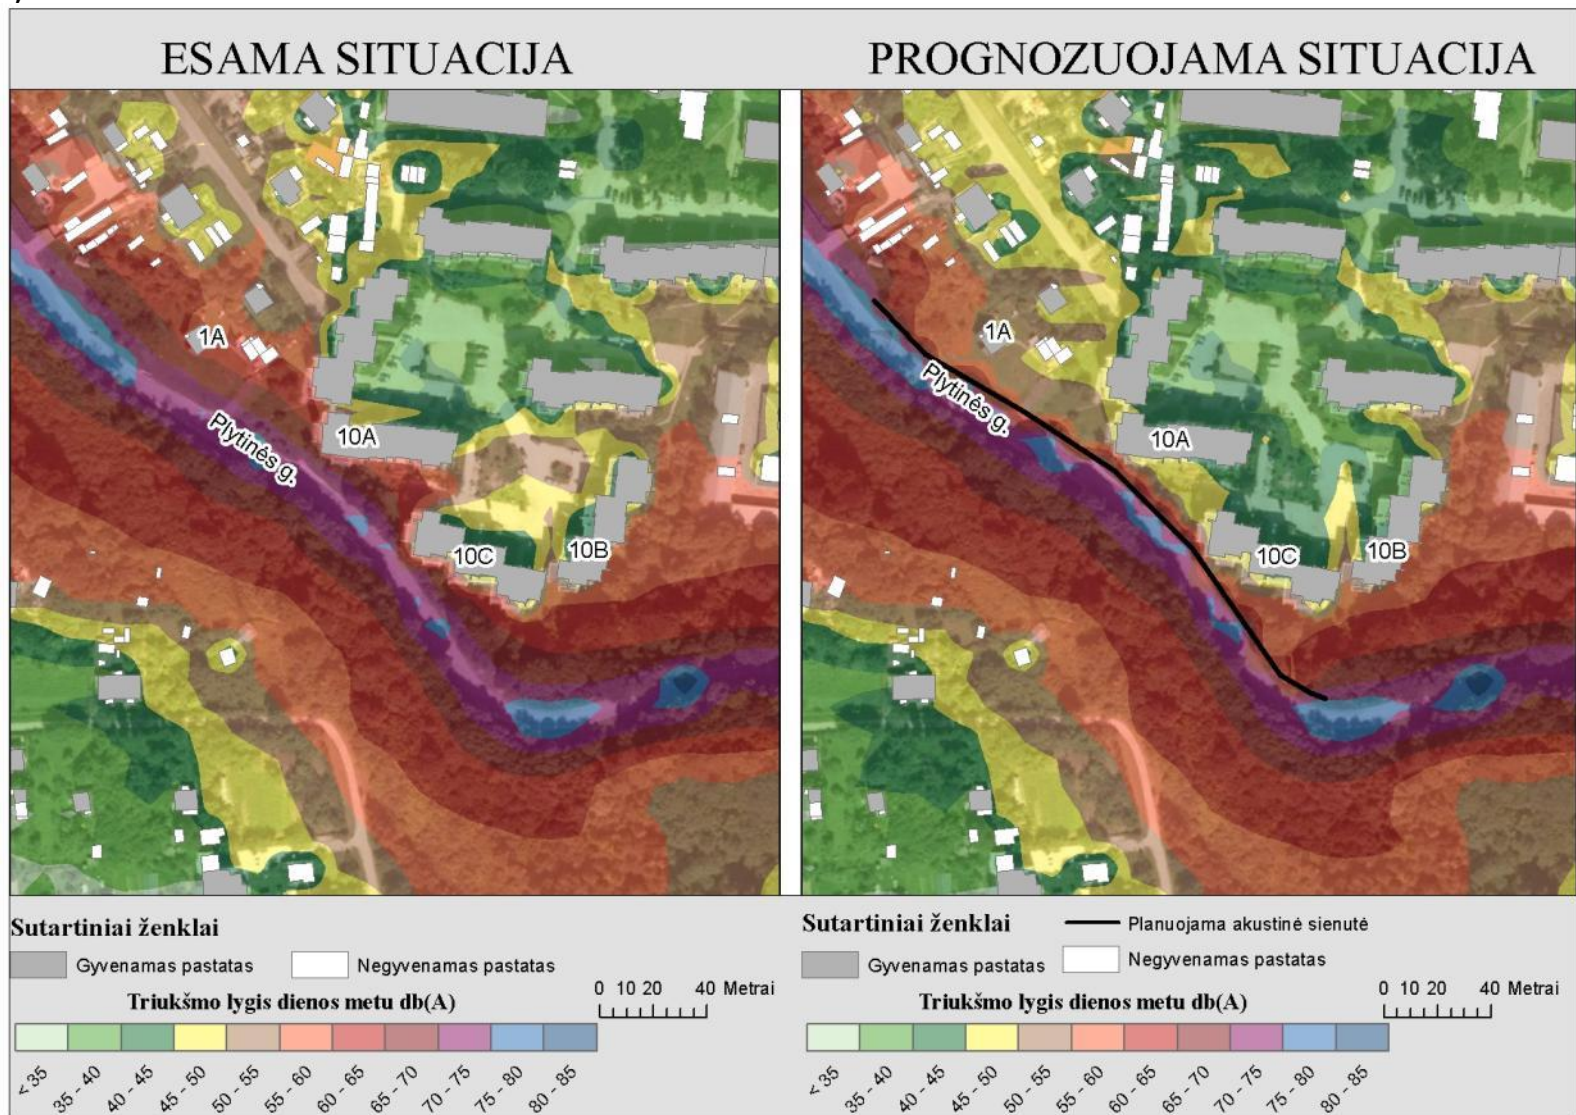 ESAMA SITUACIJA
1A
Plytinės g.
10A
10C
10B
Sutartiniai ženklai
Gyvenamas pastatas
Negyvenamas pastatas
Triukšmo lygis dienos metu db(A)
0 10 20 40 Metrai
< 35
35 - 40
40 - 45
45 - 50
50 - 55
55 - 60
60 - 65
65 - 70
70 - 75
75 - 80
80 - 85
PROGNOZUOJAMA SITUACIJA
1A
Plytinės g.
10A
10C
10B
Sutartiniai ženklai
Planuojama akustinė sienutė
Gyvenamas pastatas
Negyvenamas pastatas
Triukšmo lygis dienos metu db(A)
0 10 20 40 Metrai
< 35
35 - 40
40 - 45
45 - 50
50 - 55
55 - 60
60 - 65
65 - 70
70 - 75
75 - 80
80 - 85